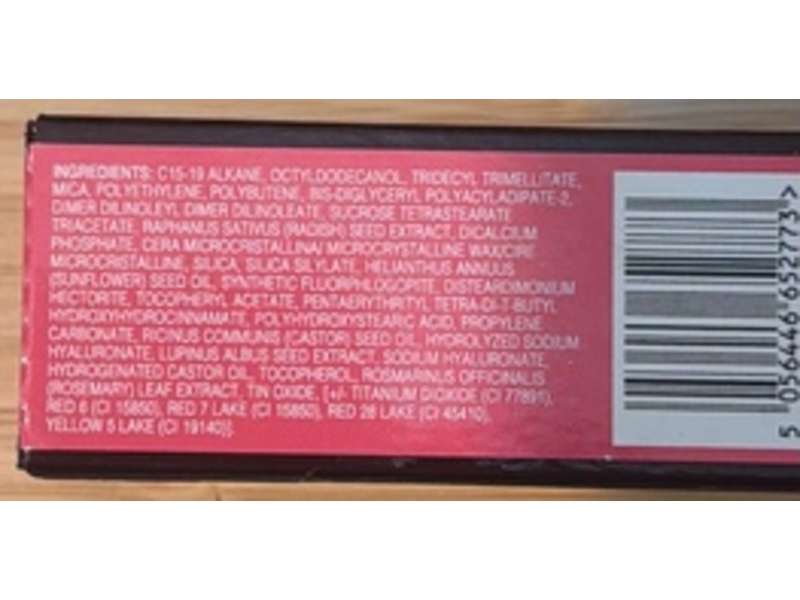 INGREDIENTS: C15-19 ALKANE, OCTYLDODECANOL, TRIDECYL TRIMELLITATE,
MICA, POLYETHYLENE, POLYBUTENE, BIS-DIGLYCERYL POLYACYLADIPATE-2,
DIMER DILINOLEYL DIMER DILINOLEATE, SUCROSE TETRASTEARATE
TRIACETATE, RAPHANUS SATIVUS (RADISH) SEED EXTRACT, DICALCIUM
PHOSPHATE, CERA MICROCRISTALLINA/ MICROCRYSTALLINE WAX/CIRE
MICROCRISTALLINE, SILICA, SILICA SILYLATE, HELIANTHUS ANNUUS
(SUNFLOWER) SEED OIL, SYNTHETIC FLUORPHLOGOPITE, DISTEARDIMONIUM
HECTORITE, TOCOPHERYL ACETATE, PENTAERYTHRITYL TETRA-DI-T-BUTYL
HYDROXYHYDROCINNAMATE, POLYHYDROXYSTEARIC ACID, PROPYLENE
CARBONATE, RICINUS COMMUNIS (CASTOR) SEED OIL, HYDROLYZED SODIUM
HYALURONATE, LUPINUS ALBUS SEED EXTRACT, SODIUM HYALURONATE,
HYDROGENATED CASTOR OIL, TOCOPHEROL, ROSMARINUS OFFICINALIS
(ROSEMARY) LEAF EXTRACT, TIN OXIDE, [+/- TITANIUM DIOXIDE (CI 77891),
RED 6 (CI 15850), RED 7 LAKE (CI 15850), RED 28 LAKE (CI 45410),
YELLOW 5 LAKE (CI 19140)].
5 056446 652773 >